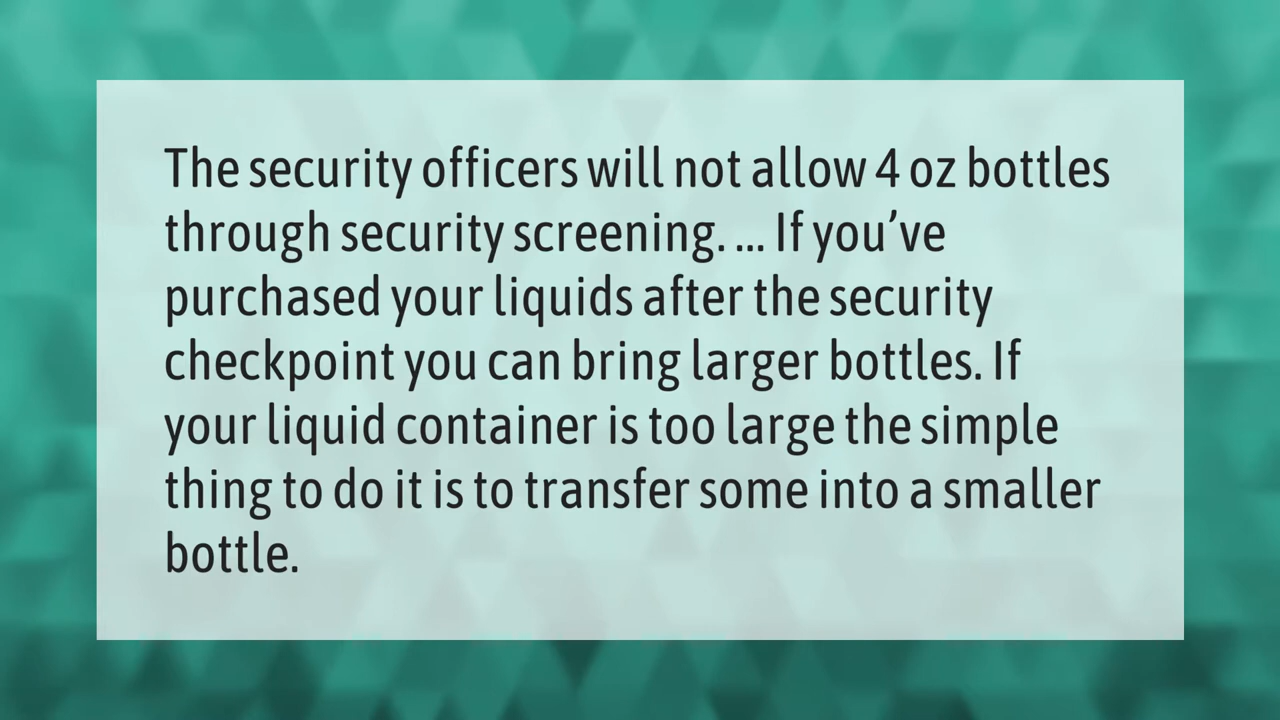 The security officers will not allow 4 oz bottles
through security screening. ... If you’ve
purchased your liquids after the security
checkpoint you can bring larger bottles. If
your liquid container is too large the simple
thing to do it is to transfer some into a smaller
bottle.